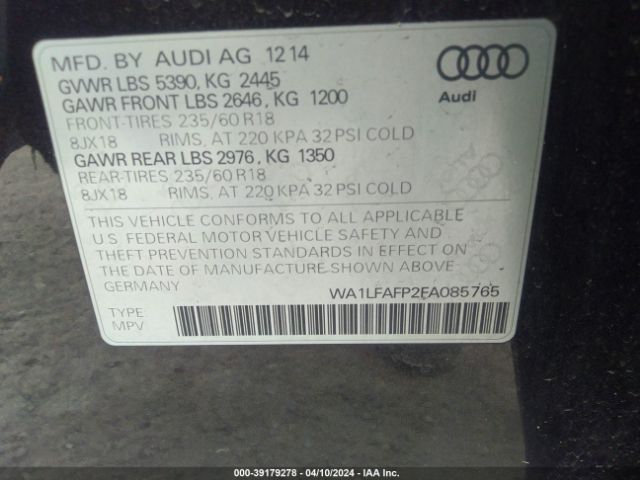 MFD. BY AUDI AG 12 14
GVWR LBS 5390, KG 2445
GAWR FRONT LBS 2646, KG 1200
FRONT-TIRES 235/60 R18
8JX18 RIMS, AT 220 KPA 32 PSI COLD
GAWR REAR LBS 2976, KG 1350
REAR-TIRES 235/60 R18
8JX18 RIMS, AT 220 KPA 32 PSI COLD
Audi
THIS VEHICLE CONFORMS TO ALL APPLICABLE
U.S. FEDERAL MOTOR VEHICLE SAFETY AND
THEFT PREVENTION STANDARDS IN EFFECT ON
THE DATE OF MANUFACTURE SHOWN ABOVE
GERMANY
WA1LFAFP2FA085765
TYPE:
MPV
000-39179278 - 04/10/2024 - IAA Inc.